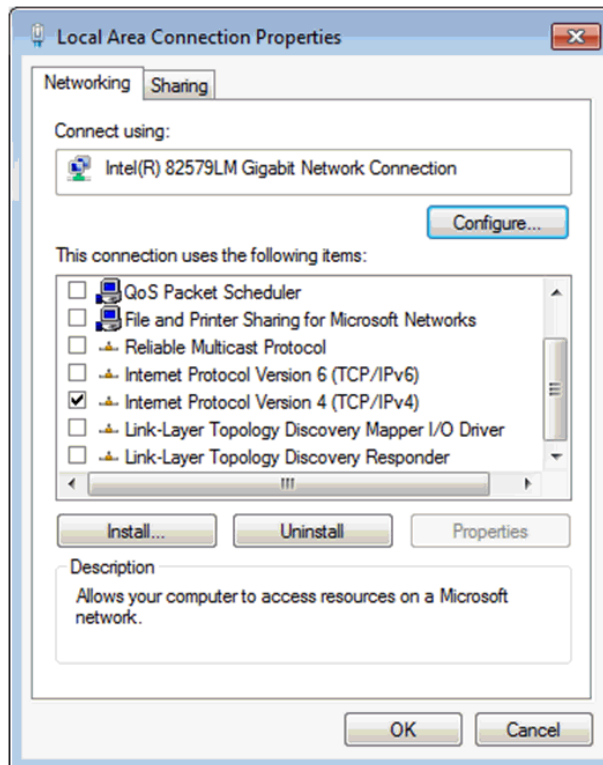 Local Area Connection Properties
Networking
Sharing
Connect using:
Intel(R) 82579LM Gigabit Network Connection
Configure...
This connection uses the following items:
QoS Packet Scheduler
File and Printer Sharing for Microsoft Networks
Reliable Multicast Protocol
Internet Protocol Version 6 (TCP/IPv6)
Internet Protocol Version 4 (TCP/IPv4)
Link-Layer Topology Discovery Mapper I/O Driver
Link-Layer Topology Discovery Responder
Install...
Uninstall
Properties
Description
Allows your computer to access resources on a Microsoft
network.
OK
Cancel